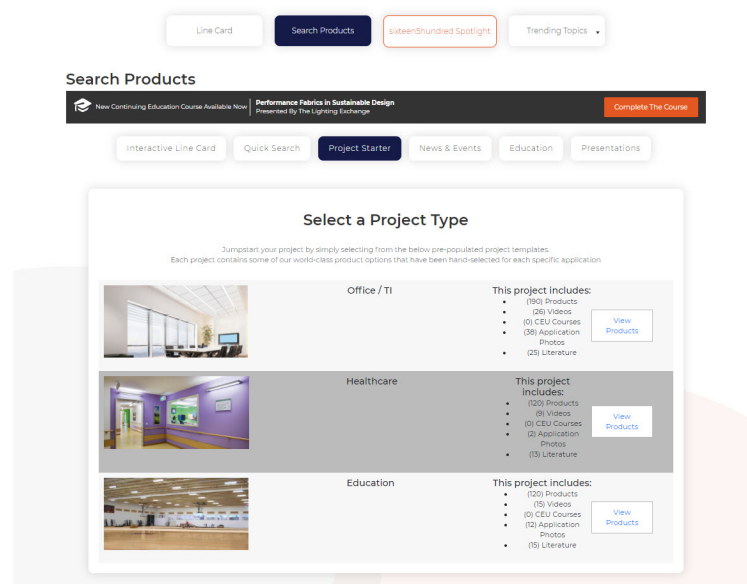 Line Card
Search Products
sixteen5hundred Spotlight
Trending Topics
Search Products
New Continuing Education Course Available Now
Performance Fabrics in Sustainable Design
Presented By The Lighting Exchange
Complete The Course
Interactive Line Card
Quick Search
Project Starter
News & Events
Education
Presentations
Select a Project Type
Jumpstart your project by simply selecting from the below pre-populated project templates.
Each project contains some of our world-class product options that have been hand-selected for each specific application
Office / TI
This project includes:
(190) Products
(26) Videos
(0) CEU Courses
(38) Application
Photos
(25) Literature
View
Products
Healthcare
This project
includes:
(120) Products
(9) Videos
(0) CEU Courses
(2) Application
Photos
(13) Literature
View
Products
Education
This project includes:
(120) Products
(15) Videos
(0) CEU Courses
(12) Application
Photos
(15) Literature
View
Products